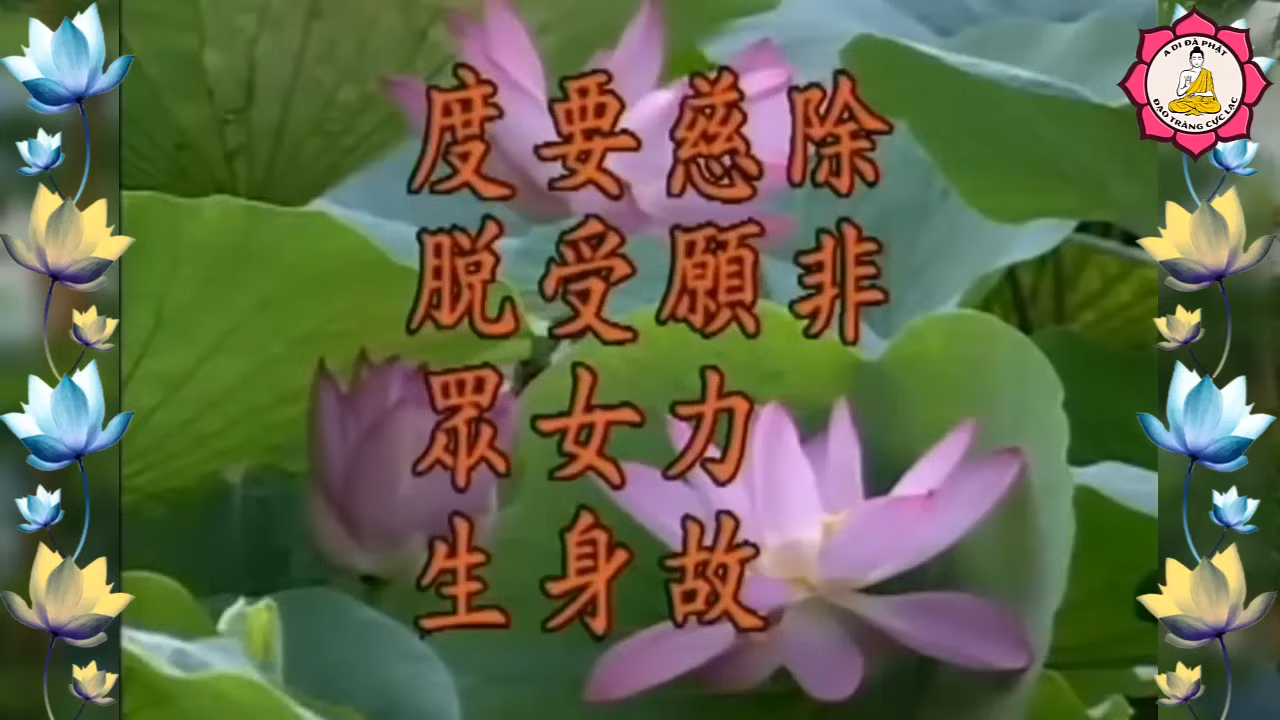 除非
慈願力故
要受女身
度脫眾生
A DI ĐÀ PHẬT
ĐẠO TRÀNG CỰC LẠC